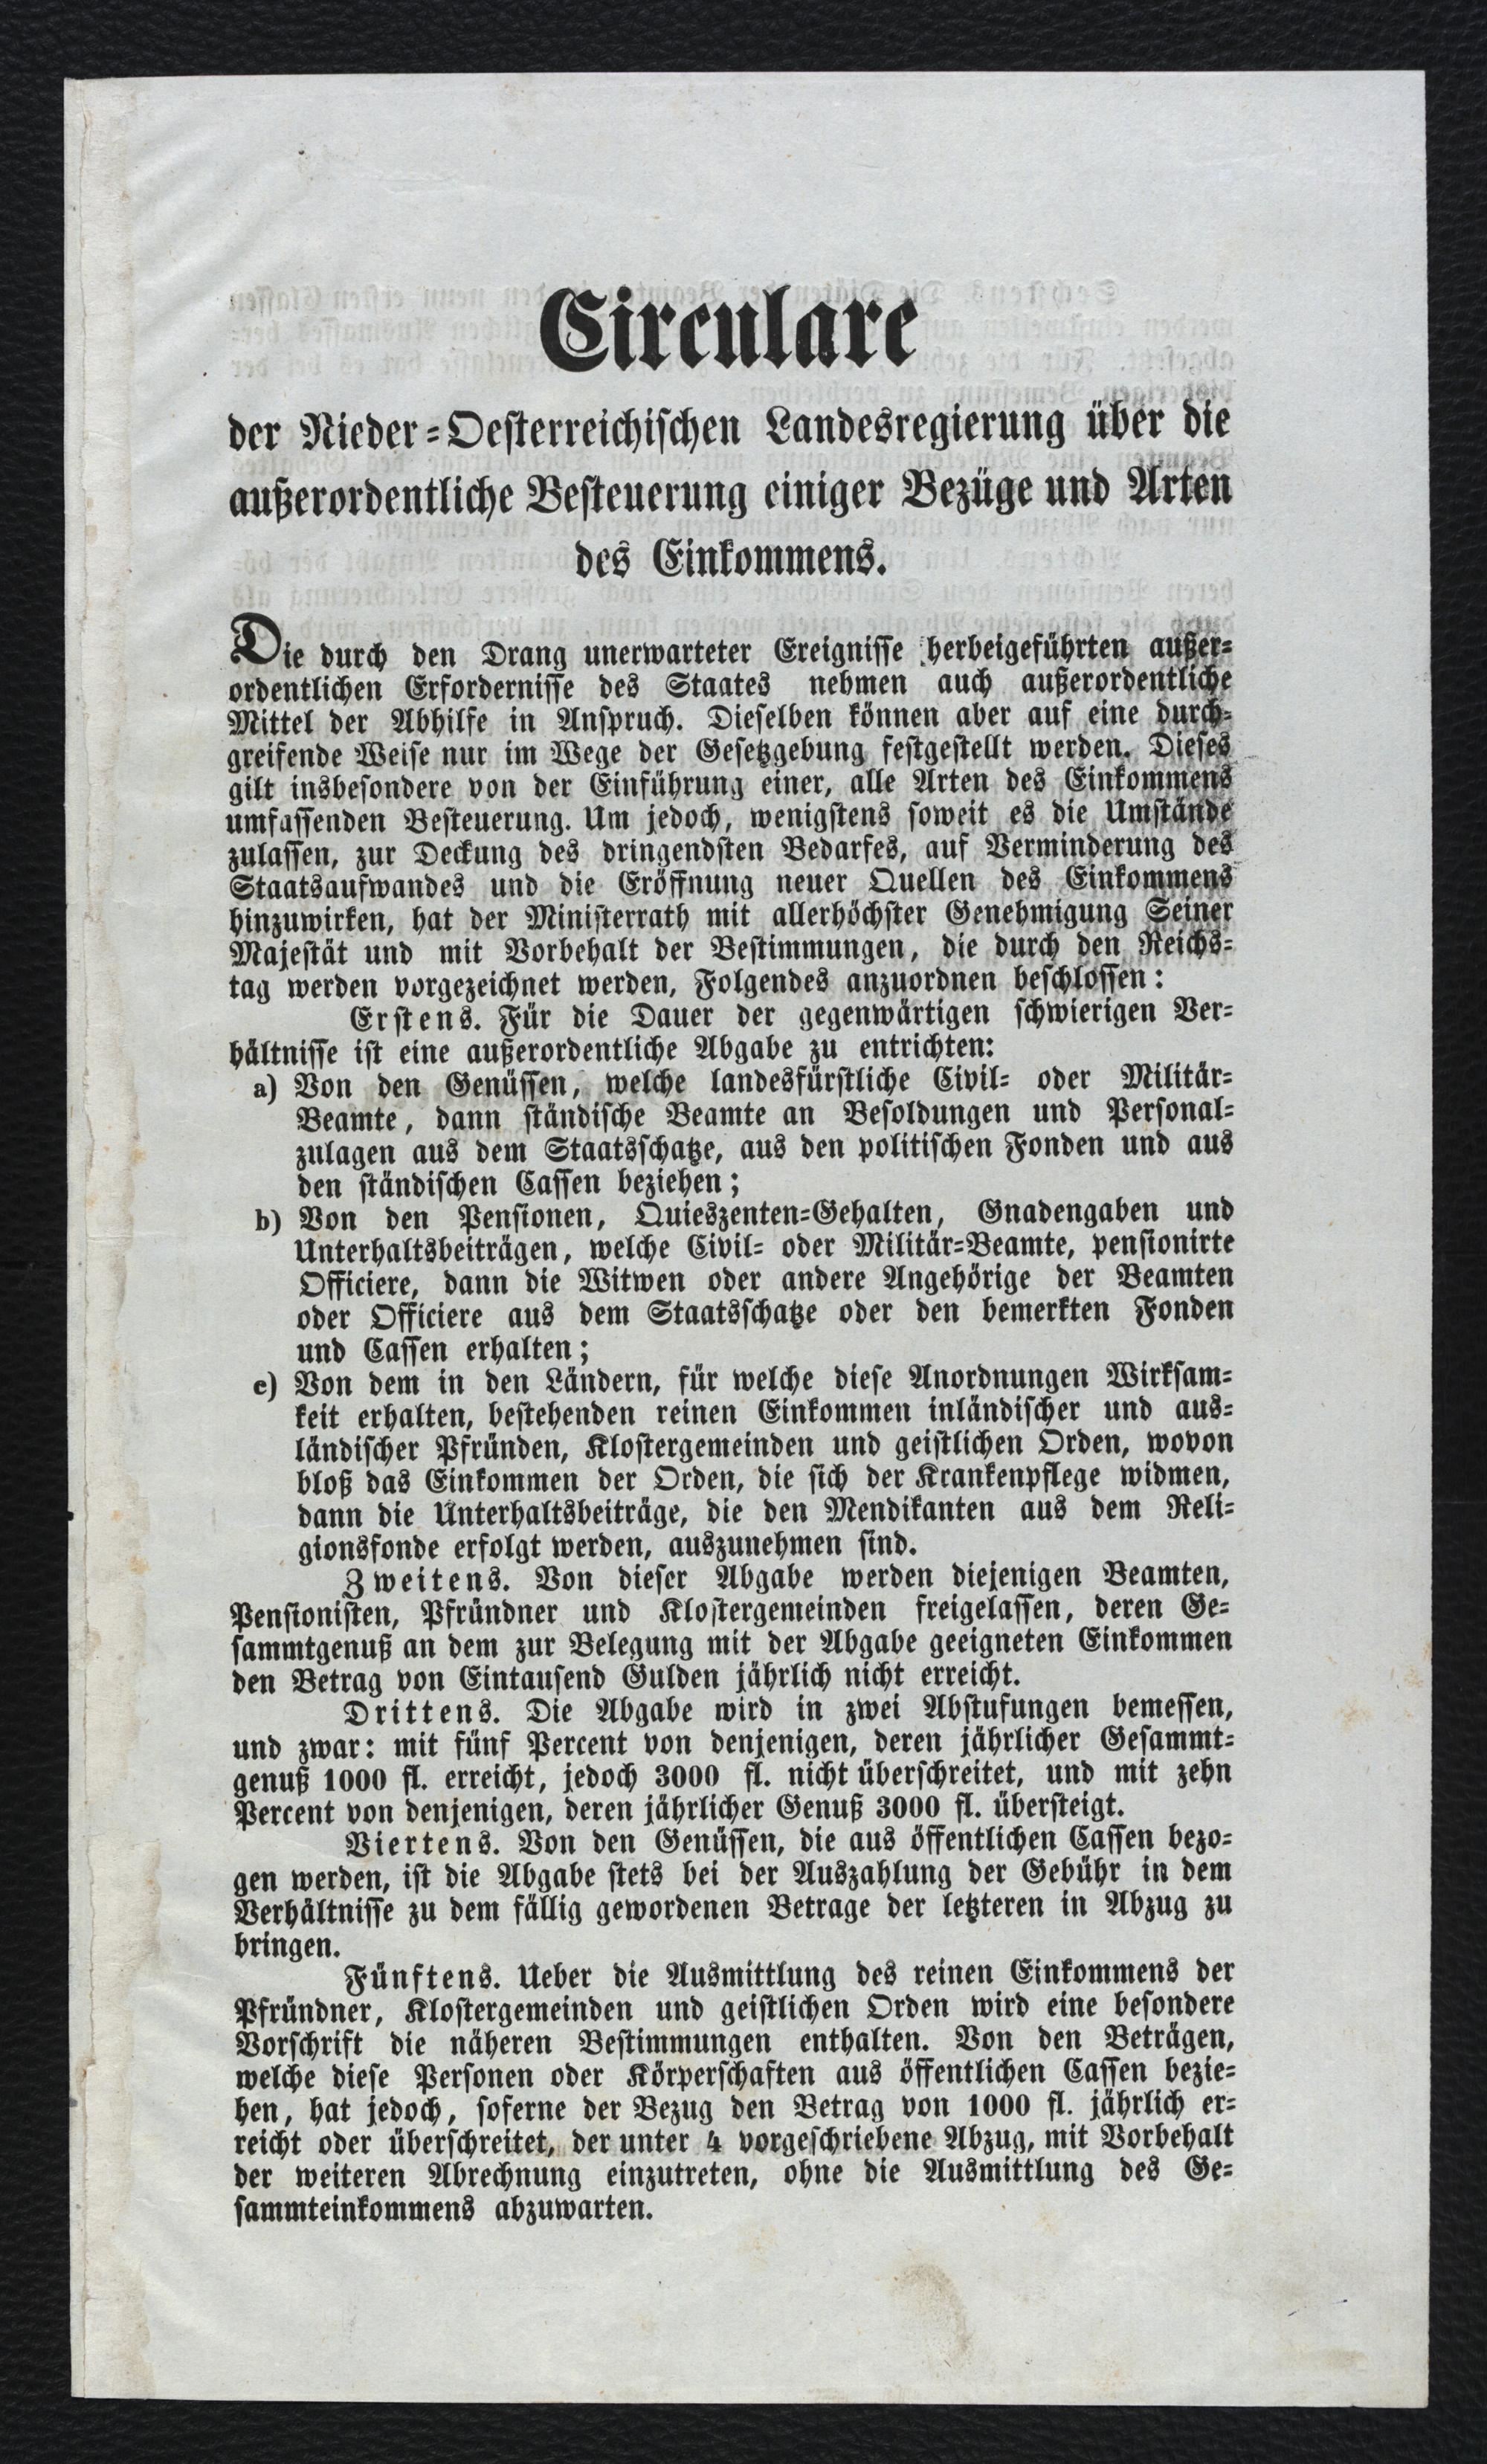 Circulare
der Nieder-Oesterreichischen Landesregierung über die
außerordentliche Besteuerung einiger Bezüge und Arten
des Einkommens.
Die durch den Drang unerwarteter Ereignisse herbeigeführten außer-
ordentlichen Erfordernisse des Staates nehmen auch außerordentliche
Mittel der Abhilfe in Anspruch. Dieselben können aber auf eine durch-
greifende Weise nur im Wege der Gesetzgebung festgestellt werden. Dieses
gilt insbesondere von der Einführung einer, alle Arten des Einkommens
umfassenden Besteuerung. Um jedoch, wenigstens soweit es die Umstände
zulassen, zur Deckung des dringendsten Bedarfes, auf Verminderung des
Staatsaufwandes und die Eröffnung neuer Quellen des Einkommens
hinzuwirken, hat der Ministerrath mit allerhöchster Genehmigung Seiner
Majestät und mit Vorbehalt der Bestimmungen, die durch den Reichs-
tag werden vorgezeichnet werden, Folgendes anzuordnen beschlossen:
Erstens. Für die Dauer der gegenwärtigen schwierigen Ver-
hältnisse ist eine außerordentliche Abgabe zu entrichten:
a) Von den Genüssen, welche landesfürstliche Civil- oder Militär-
Beamte, dann ständische Beamte an Besoldungen und Personal-
zulagen aus dem Staatsschatze, aus den politischen Fonden und aus
den ständischen Cassen beziehen;
b) Von den Pensionen, Quieszenten-Gehalten, Gnadengaben und
Unterhaltsbeiträgen, welche Civil- oder Militär-Beamte, pensionirte
Officiere, dann die Witwen oder andere Angehörige der Beamten
oder Officiere aus dem Staatsschatze oder den bemerkten Fonden
und Cassen erhalten;
c) Von dem in den Ländern, für welche diese Anordnungen Wirksam-
keit erhalten, bestehenden reinen Einkommen inländischer und aus-
ländischer Pfründen, Klostergemeinden und geistlichen Orden, wovon
bloß das Einkommen der Orden, die sich der Krankenpflege widmen,
dann die Unterhaltsbeiträge, die den Mendikanten aus dem Reli-
gionsfonde erfolgt werden, auszunehmen sind.
Zweitens. Von dieser Abgabe werden diejenigen Beamten,
Pensionisten, Pfründner und Klostergemeinden freigelassen, deren Ge-
sammtgenuß an dem zur Belegung mit der Abgabe geeigneten Einkommen
den Betrag von Eintausend Gulden jährlich nicht erreicht.
Drittens. Die Abgabe wird in zwei Abstufungen bemessen,
und zwar: mit fünf Percent von denjenigen, deren jährlicher Gesammt-
genuß 1000 fl. erreicht, jedoch 3000 fl. nicht überschreitet, und mit zehn
Percent von denjenigen, deren jährlicher Genuß 3000 fl. übersteigt.
Viertens. Von den Genüssen, die aus öffentlichen Cassen bezo-
gen werden, ist die Abgabe stets bei der Auszahlung der Gebühr in dem
Verhältnisse zu dem fällig gewordenen Betrage der letzteren in Abzug zu
bringen.
Fünftens. Ueber die Ausmittlung des reinen Einkommens der
Pfründner, Klostergemeinden und geistlichen Orden wird eine besondere
Vorschrift die näheren Bestimmungen enthalten. Von den Beträgen,
welche diese Personen oder Körperschaften aus öffentlichen Cassen bezie-
hen, hat jedoch, soferne der Bezug den Betrag von 1000 fl. jährlich er-
reicht oder überschreitet, der unter 4 vorgeschriebene Abzug, mit Vorbehalt
der weiteren Abrechnung einzutreten, ohne die Ausmittlung des Ge-
sammteinkommens abzuwarten.